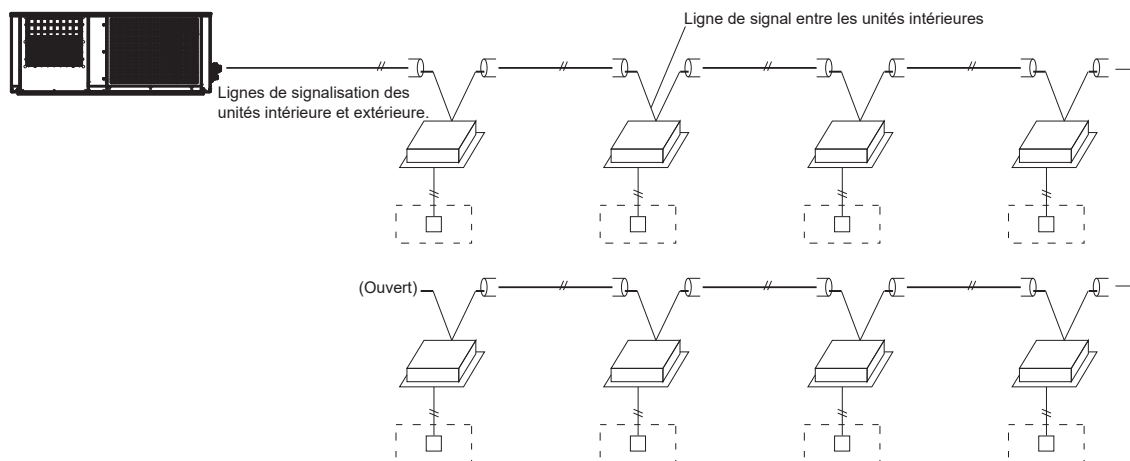 Ligne de signal entre les unités intérieures
Lignes de signalisation des
unités intérieure et extérieure.
(Ouvert)